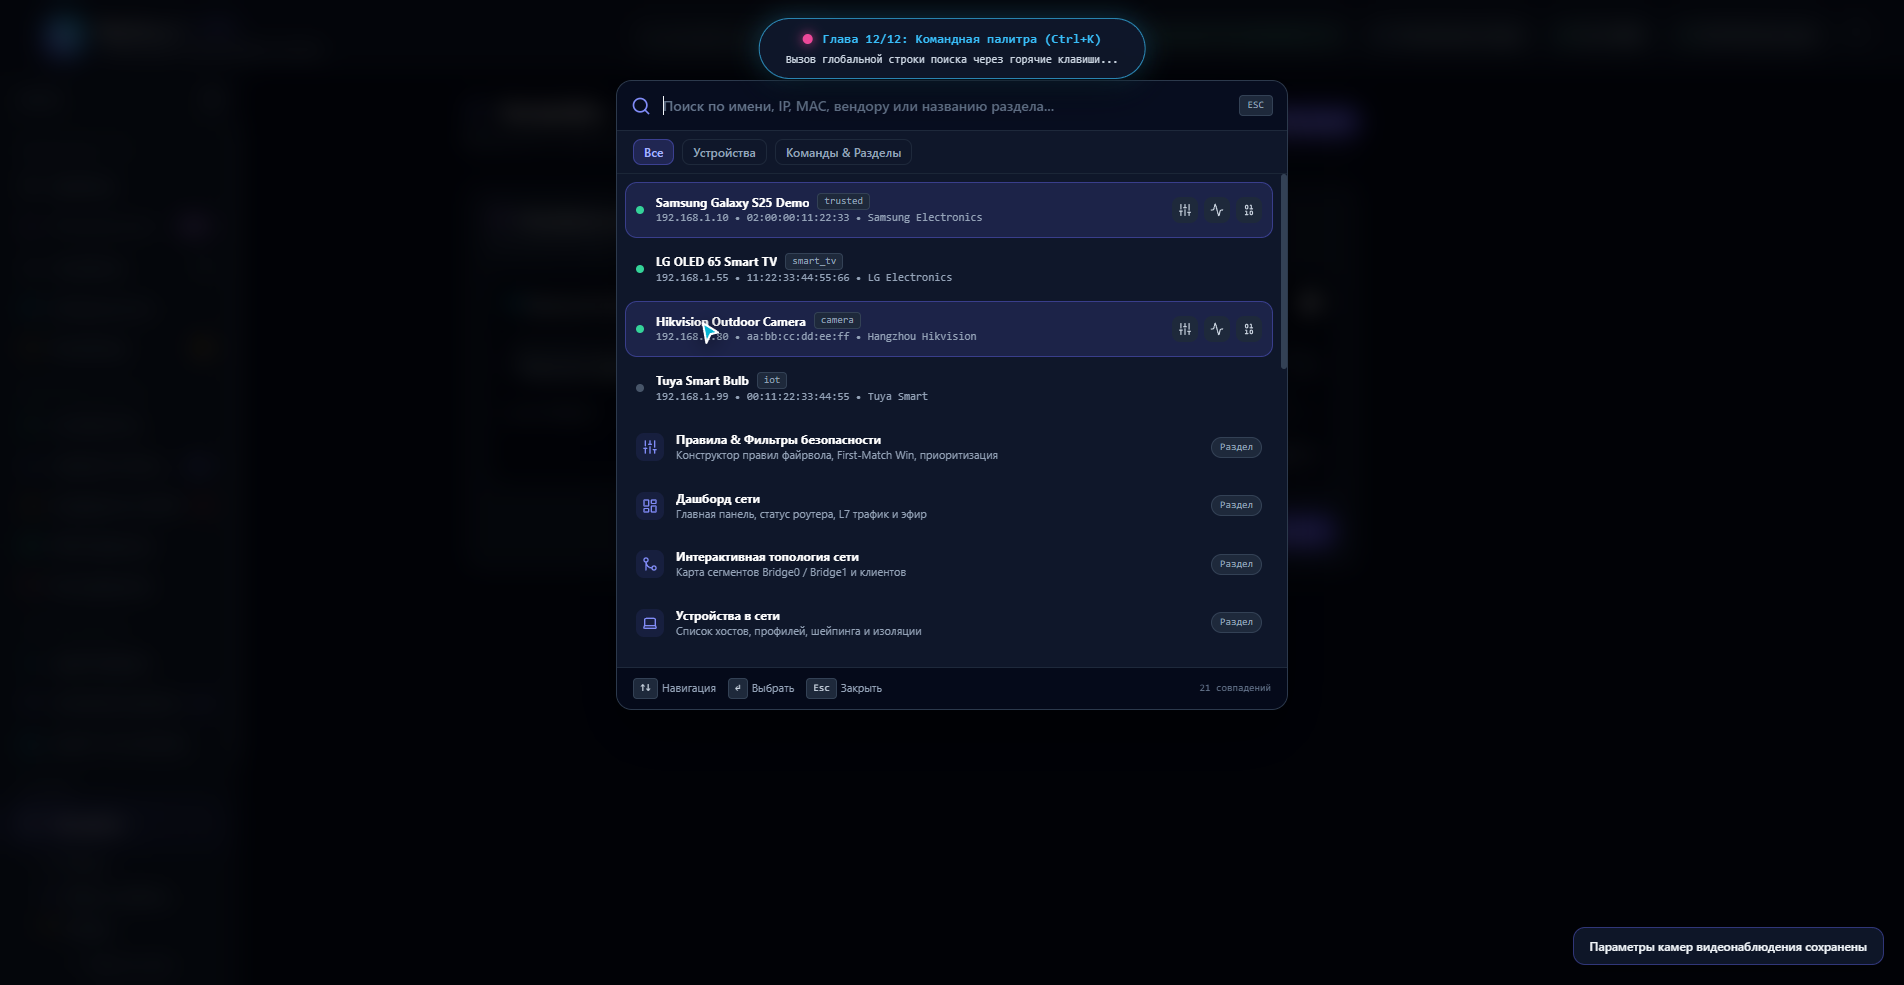 Глава 12/12: Командная палитра (Ctrl+K)
Вызов глобальной строки поиска через горячие клавиши...
Поиск по имени, IP, MAC, вендору или названию раздела...
ESC
Все
Устройства
Команды & Разделы
Samsung Galaxy S25 Demo trusted
192.168.1.10 • 02:00:00:11:22:33 • Samsung Electronics
LG OLED 65 Smart TV smart_tv
192.168.1.55 • 11:22:33:44:55:66 • LG Electronics
Hikvision Outdoor Camera camera
192.168.1.80 • aa:bb:cc:dd:ee:ff • Hangzhou Hikvision
Tuya Smart Bulb iot
192.168.1.99 • 00:11:22:33:44:55 • Tuya Smart
Правила & Фильтры безопасности
Конструктор правил файрвола, First-Match Win, приоритизация
Раздел
Дашборд сети
Главная панель, статус роутера, L7 трафик и эфир
Раздел
Интерактивная топология сети
Карта сегментов Bridge0 / Bridge1 и клиентов
Раздел
Устройства в сети
Список хостов, профилей, шейпинга и изоляции
Раздел
↑↓ Навигация ↵ Выбрать Esc Закрыть
21 совпадений
Параметры камер видеонаблюдения сохранены